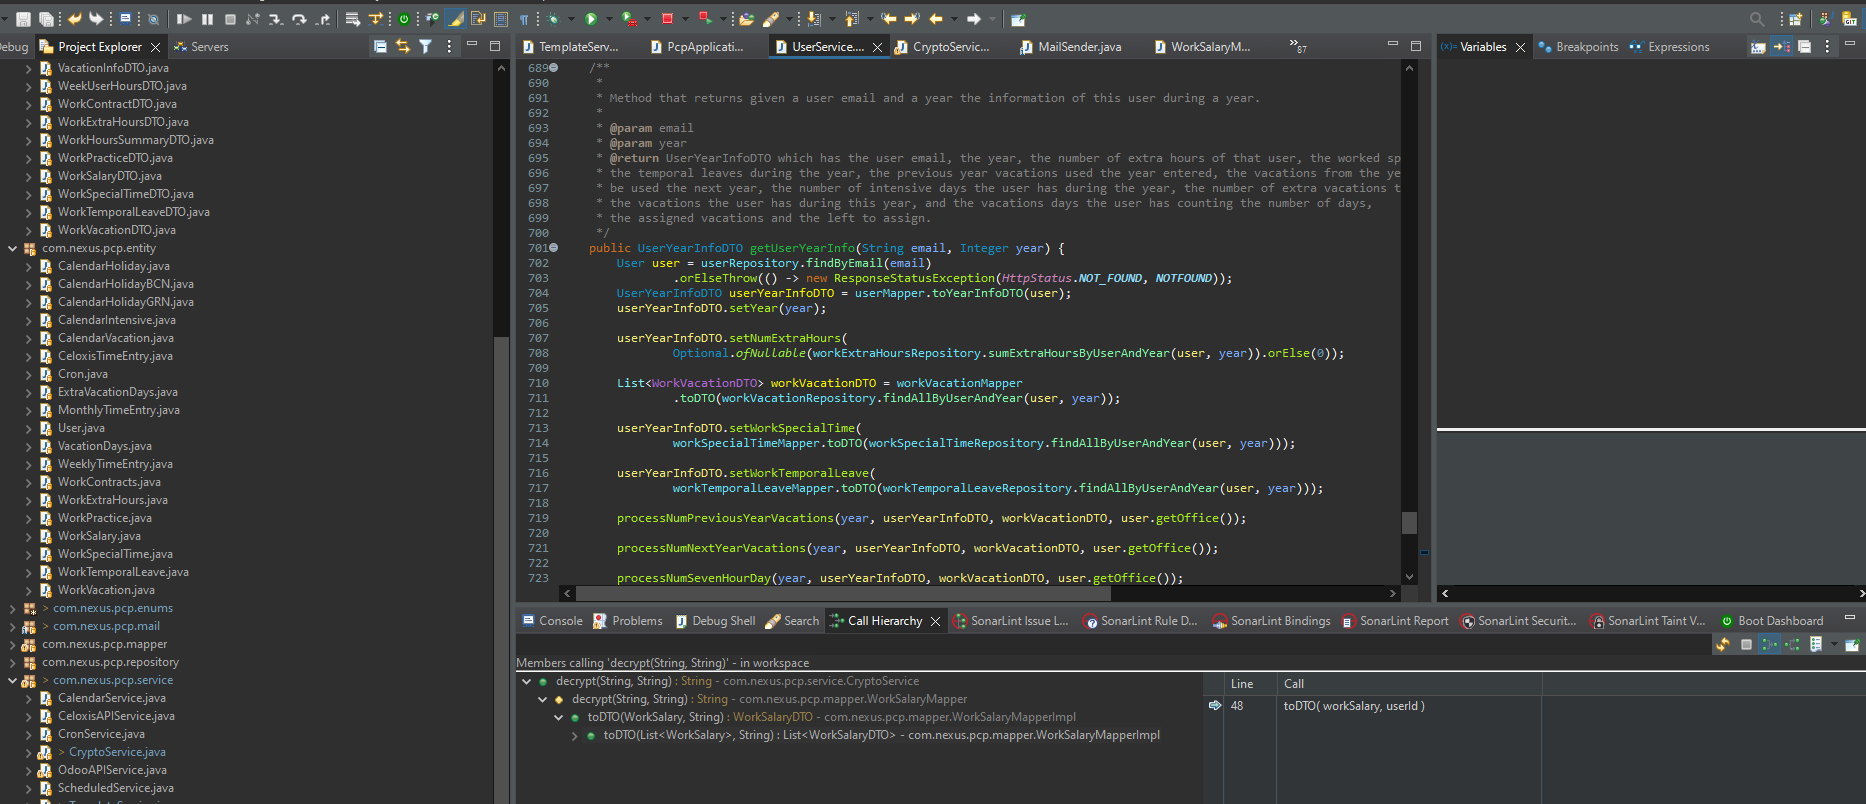 Debug
Project Explorer
Servers
VacationInfoDTO.java
WeekUserHoursDTO.java
WorkContractDTO.java
WorkExtraHoursDTO.java
WorkHoursSummaryDTO.java
WorkPracticeDTO.java
WorkSalaryDTO.java
WorkSpecialTimeDTO.java
WorkTemporalLeaveDTO.java
WorkVacationDTO.java
com.nexus.pcp.entity
CalendarHoliday.java
CalendarHolidayBCN.java
CalendarHolidayGRN.java
CalendarIntensive.java
CalendarVacation.java
CeloxisTimeEntry.java
Cron.java
ExtraVacationDays.java
MonthlyTimeEntry.java
User.java
VacationDays.java
WeeklyTimeEntry.java
WorkContracts.java
WorkExtraHours.java
WorkPractice.java
WorkSalary.java
WorkSpecialTime.java
WorkTemporalLeave.java
WorkVacation.java
> com.nexus.pcp.enums
> com.nexus.pcp.mail
com.nexus.pcp.mapper
com.nexus.pcp.repository
> com.nexus.pcp.service
CalendarService.java
CeloxisAPIService.java
CronService.java
> CryptoService.java
OdooAPIService.java
ScheduledService.java
TemplateServ...
PcpApplicati...
UserService....
CryptoServic...
MailSender.java
WorkSalaryM...
»87
689 /**
690 *
691 * Method that returns given a user email and a year the information of this user during a year.
692 *
693 * @param email
694 * @param year
695 * @return UserYearInfoDTO which has the user email, the year, the number of extra hours of that user, the worked sp
696 * the temporal leaves during the year, the previous year vacations used the year entered, the vacations from the ye
697 * be used the next year, the number of intensive days the user has during the year, the number of extra vacations t
698 * the vacations the user has during this year, and the vacations days the user has counting the number of days,
699 * the assigned vacations and the left to assign.
700 */
701 public UserYearInfoDTO getUserYearInfo(String email, Integer year) {
702 User user = userRepository.findByEmail(email)
703 .orElseThrow(() -> new ResponseStatusException(HttpStatus.NOT_FOUND, NOTFOUND));
704 UserYearInfoDTO userYearInfoDTO = userMapper.toYearInfoDTO(user);
705 userYearInfoDTO.setYear(year);
706
707 userYearInfoDTO.setNumExtraHours(
708 Optional.ofNullable(workExtraHoursRepository.sumExtraHoursByUserAndYear(user, year)).orElse(0));
709
710 List<WorkVacationDTO> workVacationDTO = workVacationMapper
711 .toDTO(workVacationRepository.findAllByUserAndYear(user, year));
712
713 userYearInfoDTO.setWorkSpecialTime(
714 workSpecialTimeMapper.toDTO(workSpecialTimeRepository.findAllByUserAndYear(user, year)));
715
716 userYearInfoDTO.setWorkTemporalLeave(
717 workTemporalLeaveMapper.toDTO(workTemporalLeaveRepository.findAllByUserAndYear(user, year)));
718
719 processNumPreviousYearVacations(year, userYearInfoDTO, workVacationDTO, user.getOffice());
720
721 processNumNextYearVacations(year, userYearInfoDTO, workVacationDTO, user.getOffice());
722
723 processNumSevenHourDay(year, userYearInfoDTO, workVacationDTO, user.getOffice());
(x)= Variables
Breakpoints
Expressions
Console
Problems
Debug Shell
Search
Call Hierarchy
SonarLint Issue L...
SonarLint Rule D...
SonarLint Bindings
SonarLint Report
SonarLint Securit...
SonarLint Taint V...
Boot Dashboard
Members calling 'decrypt(String, String)' - in workspace
decrypt(String, String) : String - com.nexus.pcp.service.CryptoService
decrypt(String, String) : String - com.nexus.pcp.mapper.WorkSalaryMapper
toDTO(WorkSalary, String) : WorkSalaryDTO - com.nexus.pcp.mapper.WorkSalaryMapperImpl
toDTO(List<WorkSalary>, String) : List<WorkSalaryDTO> - com.nexus.pcp.mapper.WorkSalaryMapperImpl
Line Call
48 toDTO( workSalary, userId )